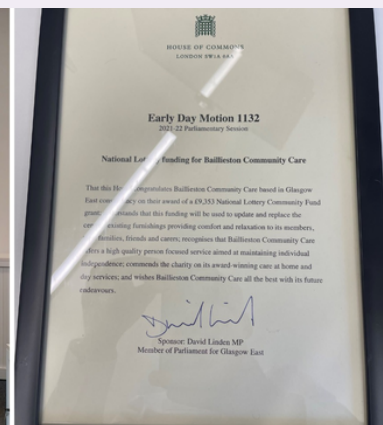 HOUSE OF COMMONS
LONDON SW1A 0AA
Early Day Motion 1132
2021-22 Parliamentary Session
National Lottery funding for Baillieston Community Care
That this House congratulates Baillieston Community Care based in Glasgow
East constituency on their award of a £9,353 National Lottery Community Fund
grant; understands that this funding will be used to update and replace the
existing furnishings providing comfort and relaxation to its members,
families, friends and carers; recognises that Baillieston Community Care
offers a high quality person focused service aimed at maintaining individual
independence; commends the charity on its award-winning care at home and
day services; and wishes Baillieston Community Care all the best with its future
endeavours.
Sponsor: David Linden MP
Member of Parliament for Glasgow East